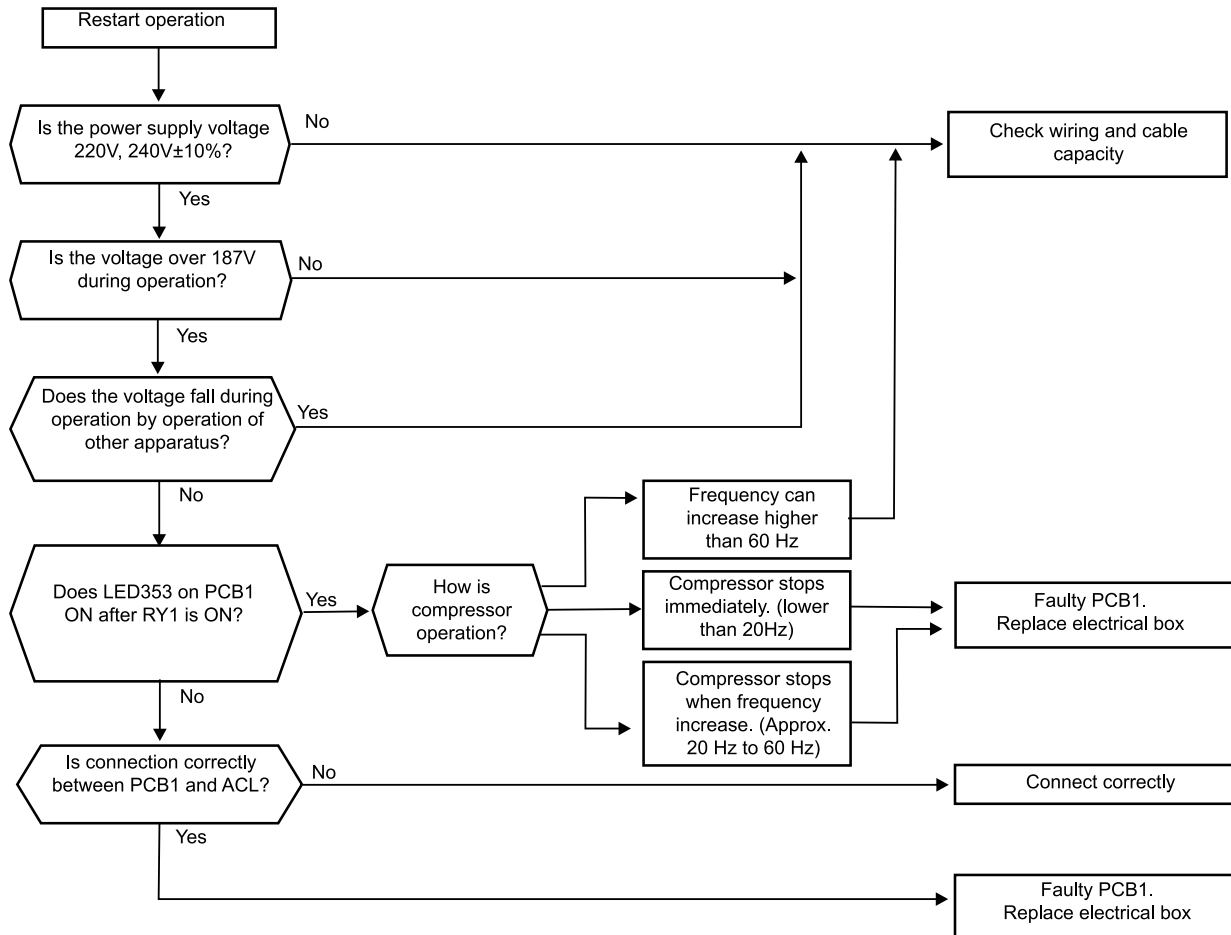 Restart operation
Is the power supply voltage
220V, 240V±10%?
No
Check wiring and cable
capacity
Yes
Is the voltage over 187V
during operation?
No
Yes
Does the voltage fall during
operation by operation of
other apparatus?
Yes
No
Frequency can
increase higher
than 60 Hz
Does LED353 on PCB1
ON after RY1 is ON?
Yes
How is
compressor
operation?
Compressor stops
immediately. (lower
than 20Hz)
Faulty PCB1.
Replace electrical box
Compressor stops
when frequency
increase. (Approx.
20 Hz to 60 Hz)
No
Is connection correctly
between PCB1 and ACL?
No
Connect correctly
Yes
Faulty PCB1.
Replace electrical box